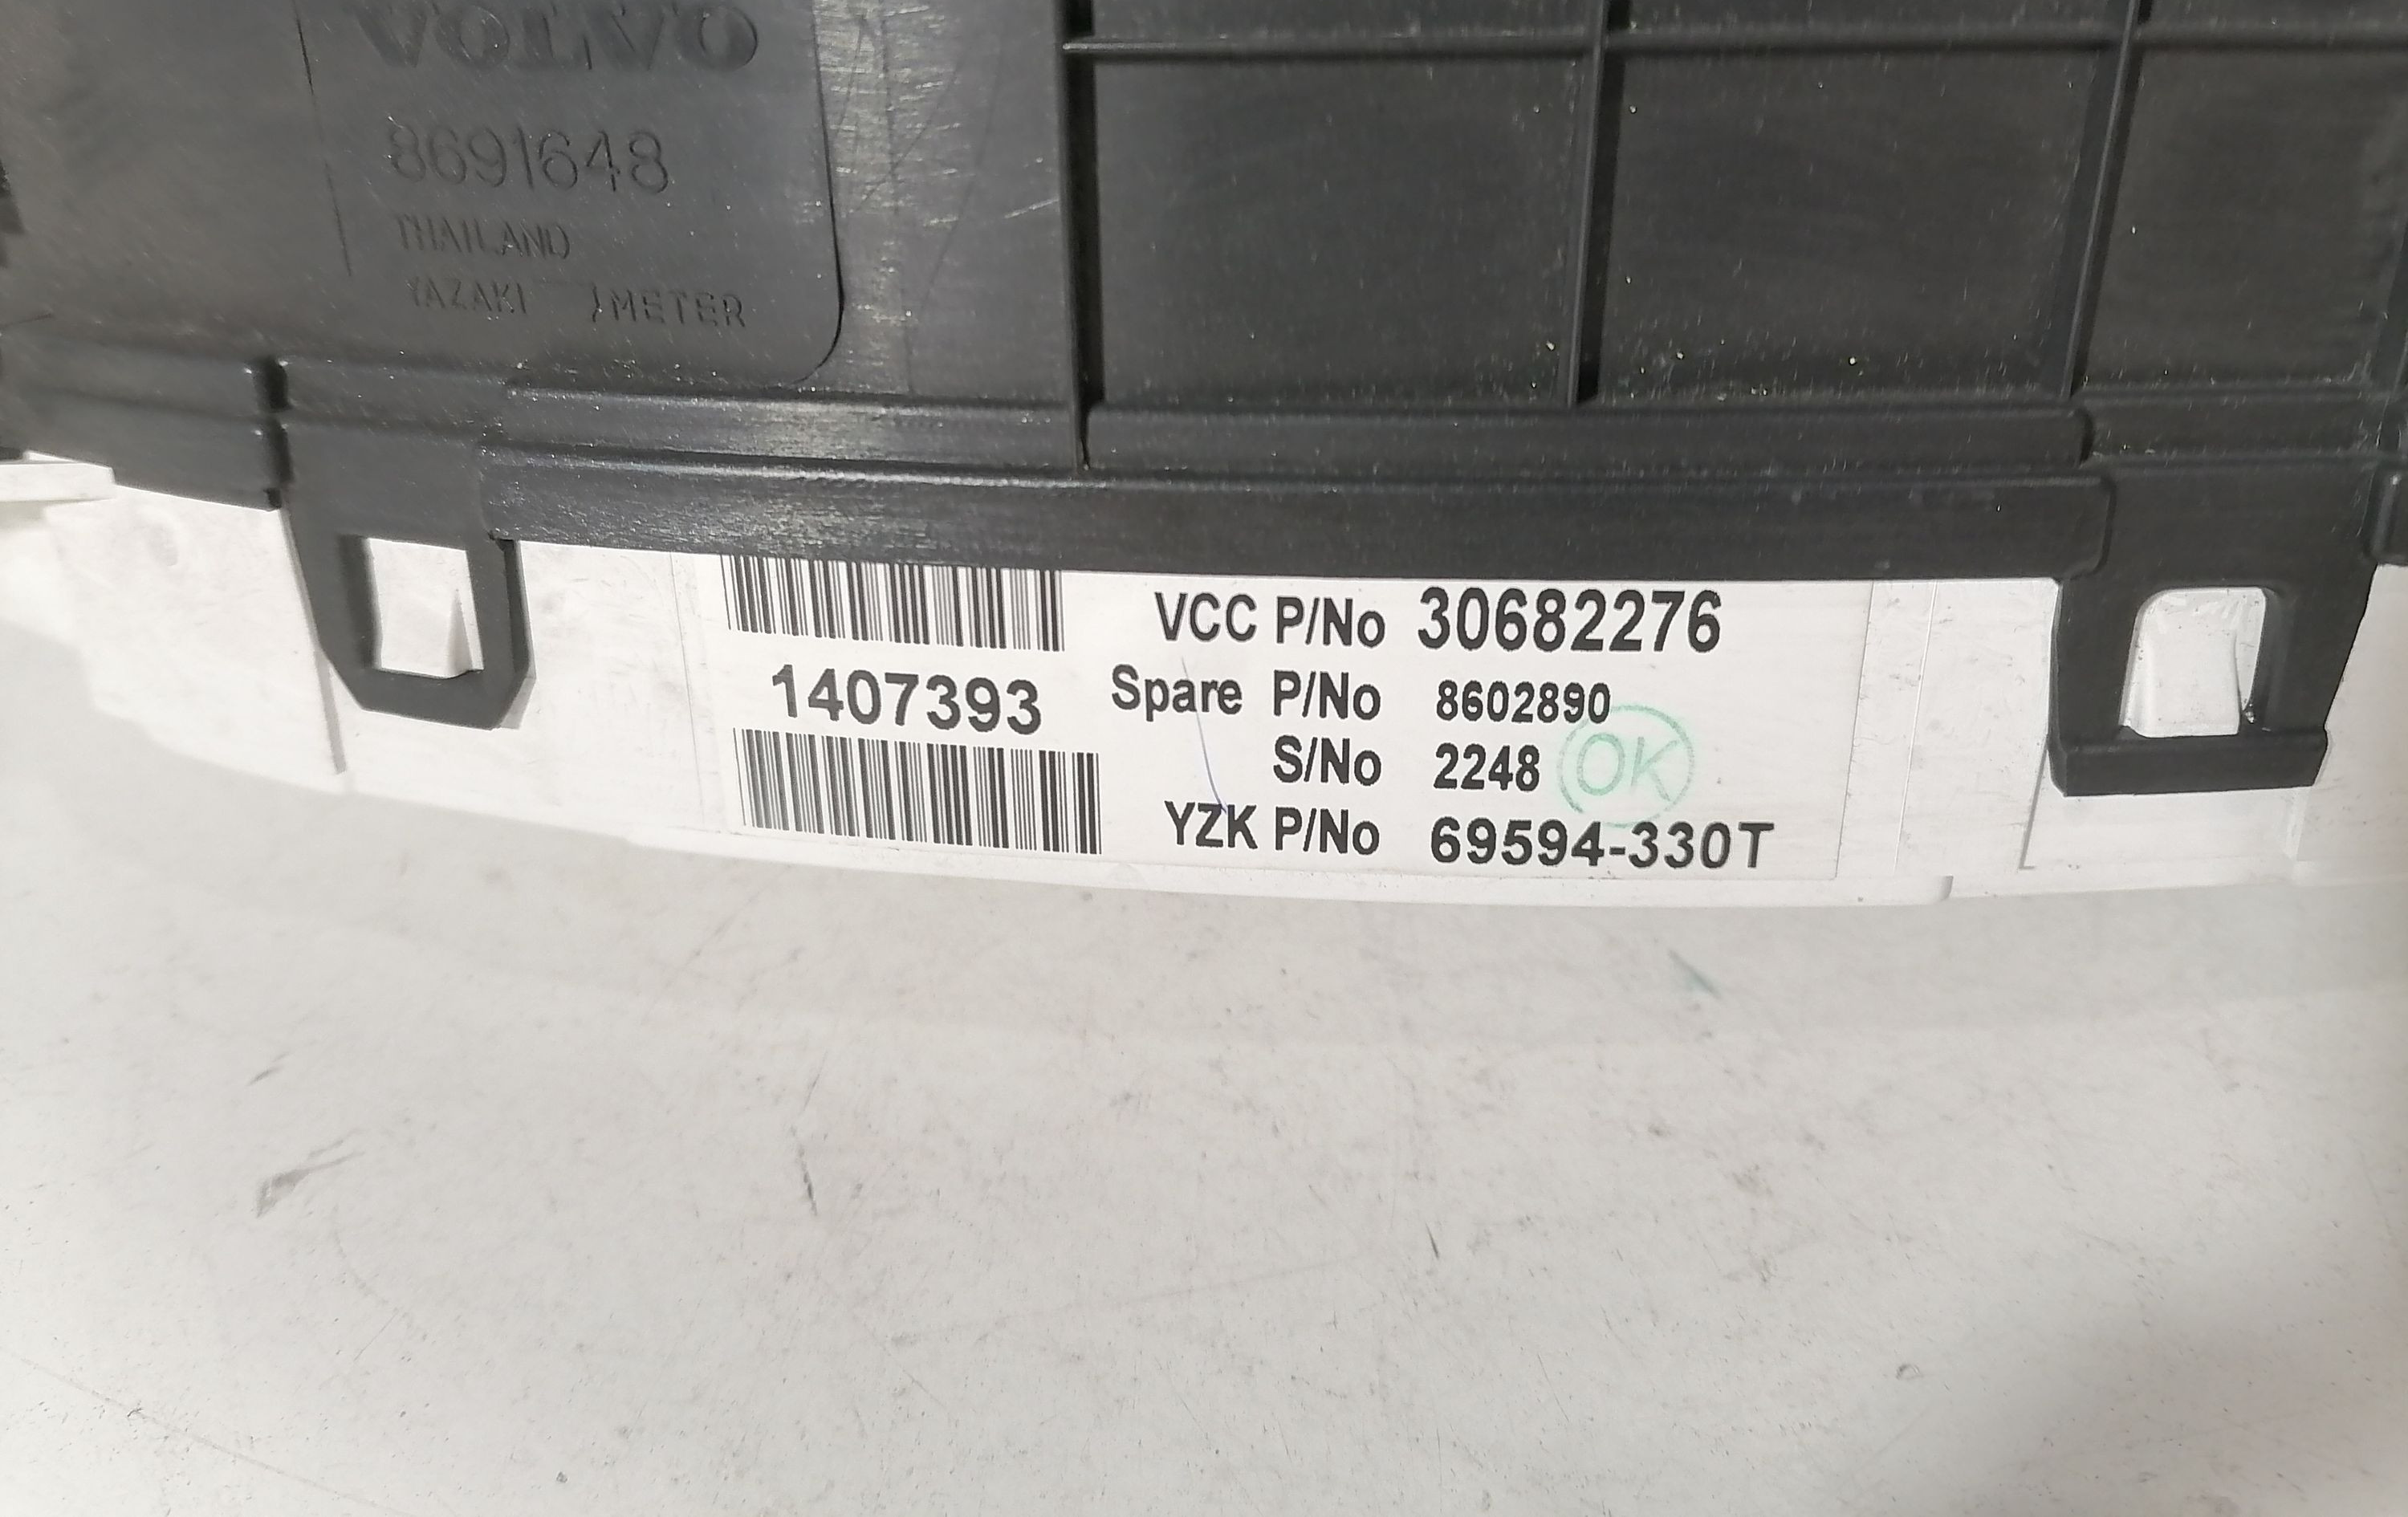 VOLVO
8691648
THAILAND
YAZAKI METER
1407393
VCC P/No 30682276
Spare P/No 8602890
S/No 2248
OK
YZK P/No 69594-330T